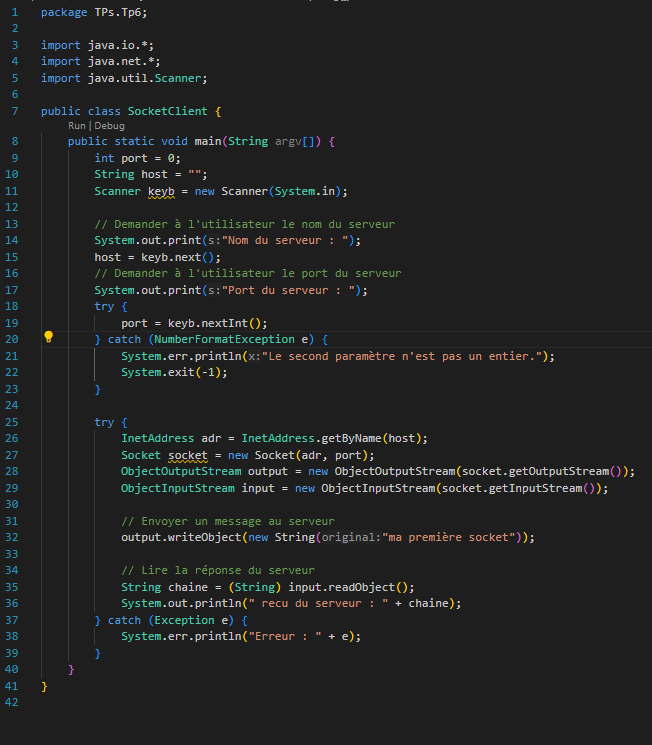 1 package TPs.Tp6;
2
3 import java.io.*;
4 import java.net.*;
5 import java.util.Scanner;
6
7 public class SocketClient {
Run | Debug
8     public static void main(String argv[]) {
9         int port = 0;
10         String host = "";
11         Scanner keyb = new Scanner(System.in);
12
13         // Demander à l'utilisateur le nom du serveur
14         System.out.print(s:"Nom du serveur : ");
15         host = keyb.next();
16         // Demander à l'utilisateur le port du serveur
17         System.out.print(s:"Port du serveur : ");
18         try {
19             port = keyb.nextInt();
20         } catch (NumberFormatException e) {
21             System.err.println(x:"Le second paramètre n'est pas un entier.");
22             System.exit(-1);
23         }
24
25         try {
26             InetAddress adr = InetAddress.getByName(host);
27             Socket socket = new Socket(adr, port);
28             ObjectOutputStream output = new ObjectOutputStream(socket.getOutputStream());
29             ObjectInputStream input = new ObjectInputStream(socket.getInputStream());
30
31             // Envoyer un message au serveur
32             output.writeObject(new String(original:"ma première socket"));
33
34             // Lire la réponse du serveur
35             String chaine = (String) input.readObject();
36             System.out.println(" recu du serveur : " + chaine);
37         } catch (Exception e) {
38             System.err.println("Erreur : " + e);
39         }
40     }
41 }
42